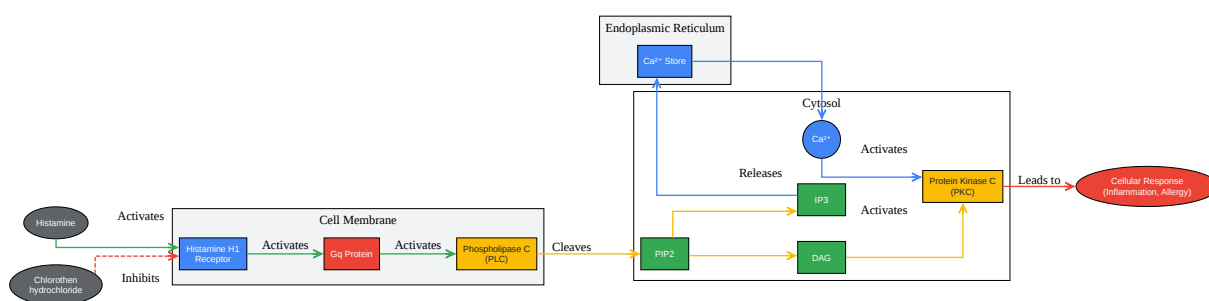 Endoplasmic Reticulum
Ca²⁺ Store
Cytosol
Ca²⁺
Activates
Releases
Protein Kinase C
(PKC)
Leads to
Cellular Response
(Inflammation, Allergy)
IP3
Activates
Histamine
Activates
Cell Membrane
Histamine H1
Receptor
Activates
Gq Protein
Activates
Phospholipase C
(PLC)
Cleaves
PIP2
DAG
Chlorothen
hydrochloride
Inhibits